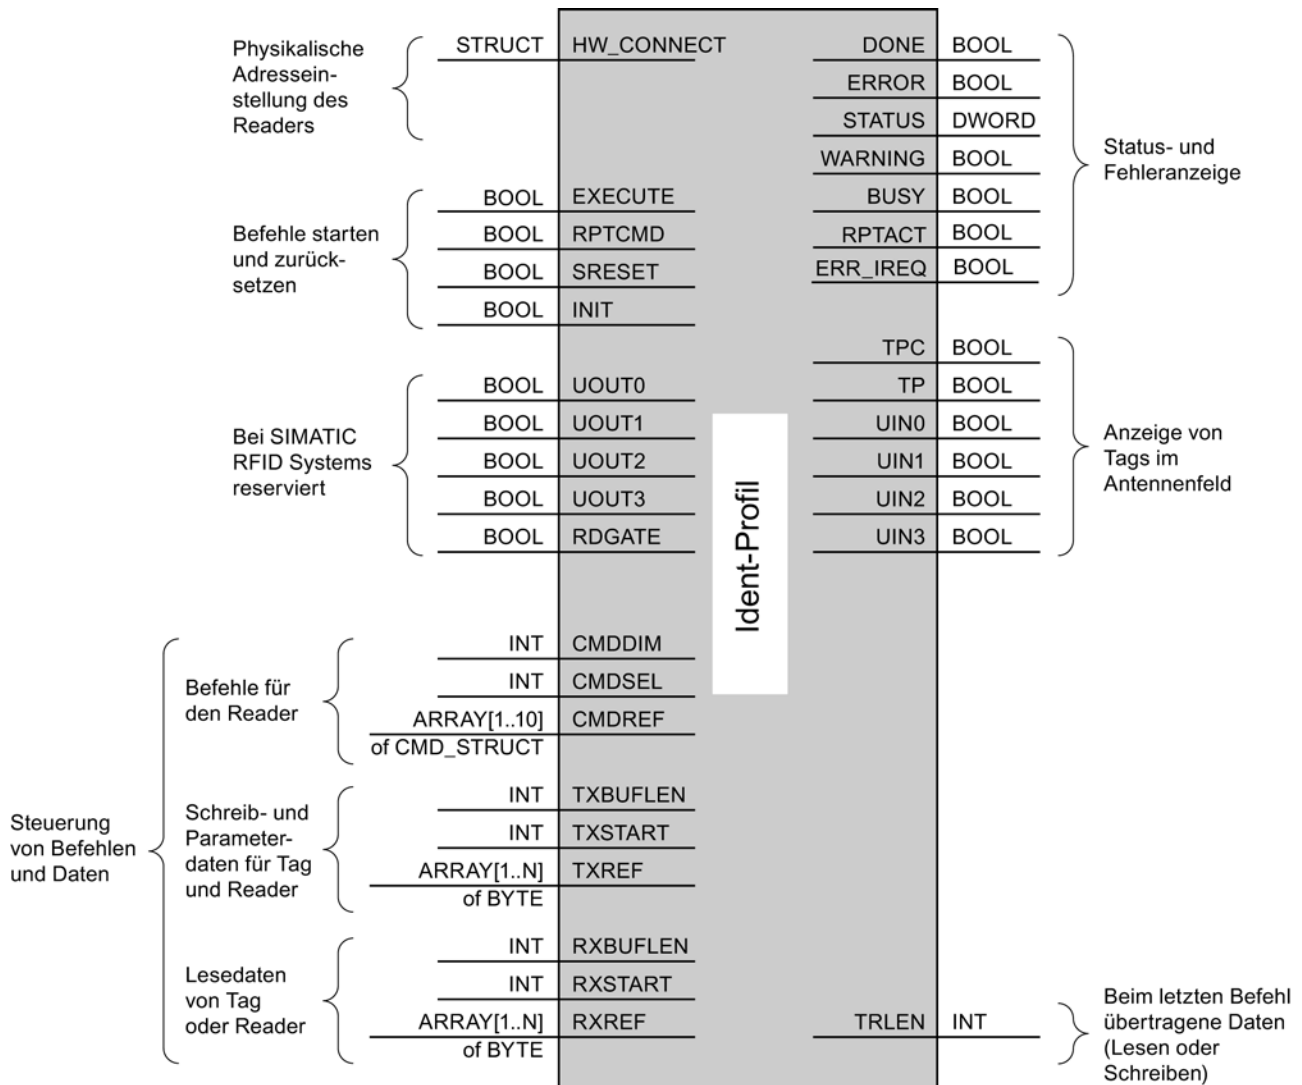 Physikalische
Adressein-
stellung des
Readers
STRUCT HW_CONNECT
Befehle starten
und zurück-
setzen
BOOL EXECUTE
BOOL RPTCMD
BOOL SRESET
BOOL INIT
Bei SIMATIC
RFID Systems
reserviert
BOOL UOUT0
BOOL UOUT1
BOOL UOUT2
BOOL UOUT3
BOOL RDGATE
Steuerung
von Befehlen
und Daten
Befehle für
den Reader
INT CMDDIM
INT CMDSEL
ARRAY[1..10] CMDREF
of CMD_STRUCT
Schreib- und
Parameter-
daten für Tag
und Reader
INT TXBUFLEN
INT TXSTART
ARRAY[1..N] TXREF
of BYTE
Lesedaten
von Tag
oder Reader
INT RXBUFLEN
INT RXSTART
ARRAY[1..N] RXREF
of BYTE
Ident-Profil
DONE BOOL
ERROR BOOL
STATUS DWORD
WARNING BOOL
BUSY BOOL
RPTACT BOOL
ERR_IREQ BOOL
Status- und
Fehleranzeige
TPC BOOL
TP BOOL
UIN0 BOOL
UIN1 BOOL
UIN2 BOOL
UIN3 BOOL
Anzeige von
Tags im
Antennenfeld
TRLEN INT
Beim letzten Befehl
übertragene Daten
(Lesen oder
Schreiben)